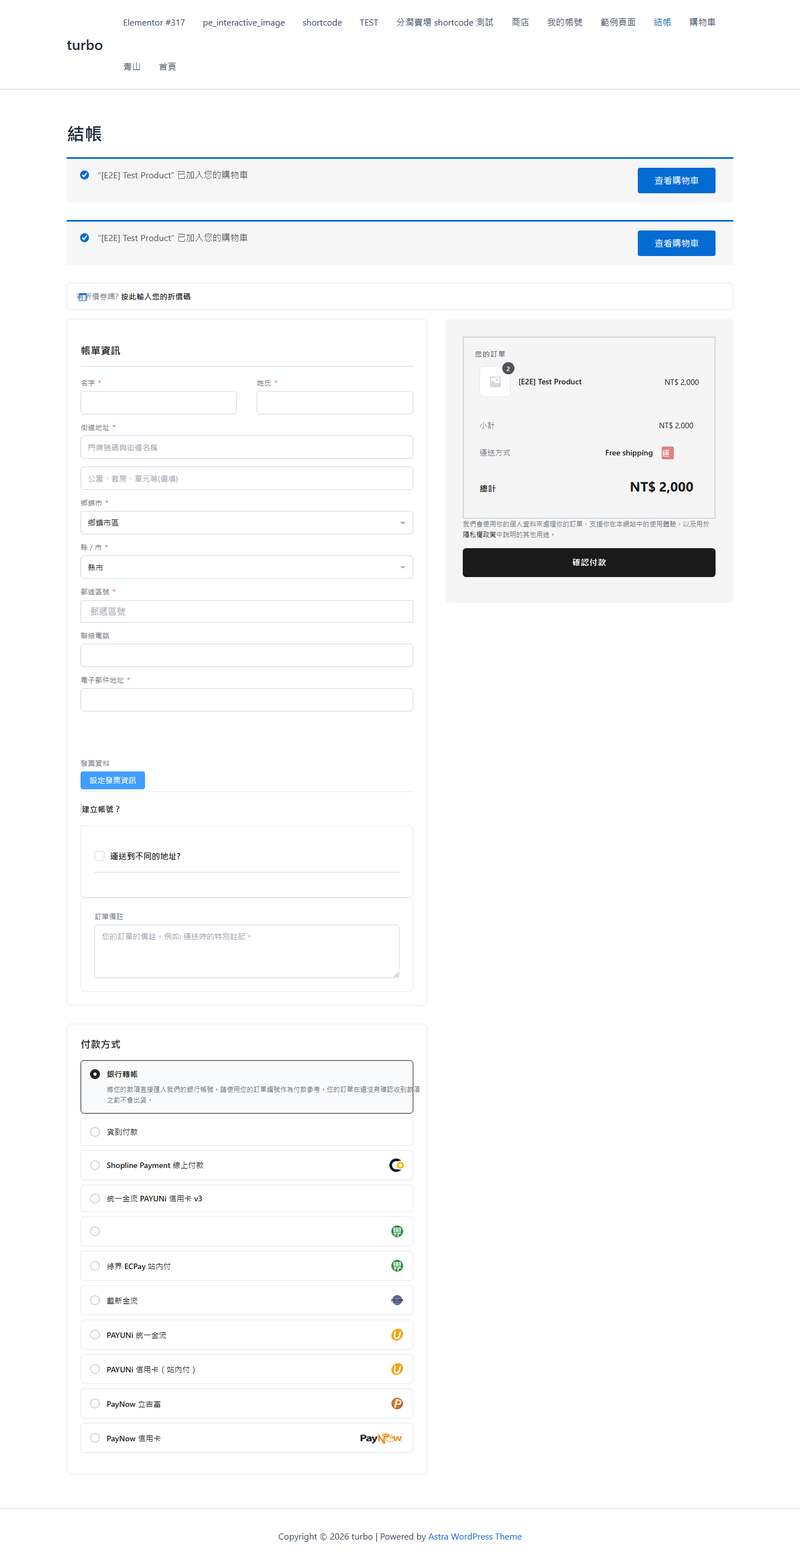 Elementor #317
pe_interactive_image
shortcode
TEST
分潤賣場 shortcode 測試
商店
我的帳號
範例頁面
結帳
購物車
turbo
青山
首頁
結帳
"[E2E] Test Product" 已加入您的購物車
查看購物車
"[E2E] Test Product" 已加入您的購物車
查看購物車
有折價券嗎? 按此輸入您的折價碼
帳單資訊
名字 *
姓氏 *
街道地址 *
門牌號碼與街道名稱
公寓、套房、單元等(選填)
鄉鎮市 *
鄉鎮市區
縣 / 市 *
縣市
郵遞區號 *
郵遞區號
聯絡電話
電子郵件地址 *
發票資料
設定發票資訊
建立帳號？
運送到不同的地址?
訂單備註
您的訂單的備註，例如: 運送時的特別註記。
您的訂單
2
[E2E] Test Product
NT$ 2,000
小計
NT$ 2,000
運送方式
Free shipping
總計
NT$ 2,000
我們會使用你的個人資料來處理你的訂單、支援你在本網站中的使用體驗，以及用於
隱私權政策中說明的其他用途。
確認付款
付款方式
銀行轉帳
將您的款項直接匯入我們的銀行帳號。請使用您的訂單編號作為付款參考。您的訂單在還沒有確認收到款項
之前不會出貨。
貨到付款
Shopline Payment 線上付款
統一金流 PAYUNi 信用卡 v3
綠界 ECPay 站內付
藍新金流
PAYUNi 統一金流
PAYUNi 信用卡 ( 站內付 )
PayNow 立吉富
PayNow 信用卡
PayNow
Copyright © 2026 turbo | Powered by Astra WordPress Theme